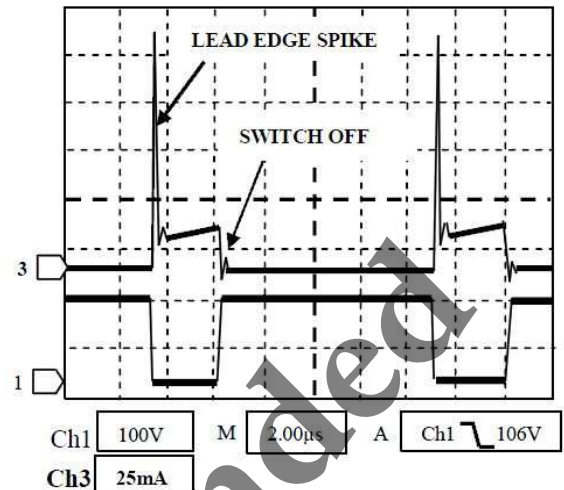 LEAD EDGE SPIKE
SWITCH OFF
3
1
Ch1 100V M 2.00µs A Ch1 106V
Ch3 25mA